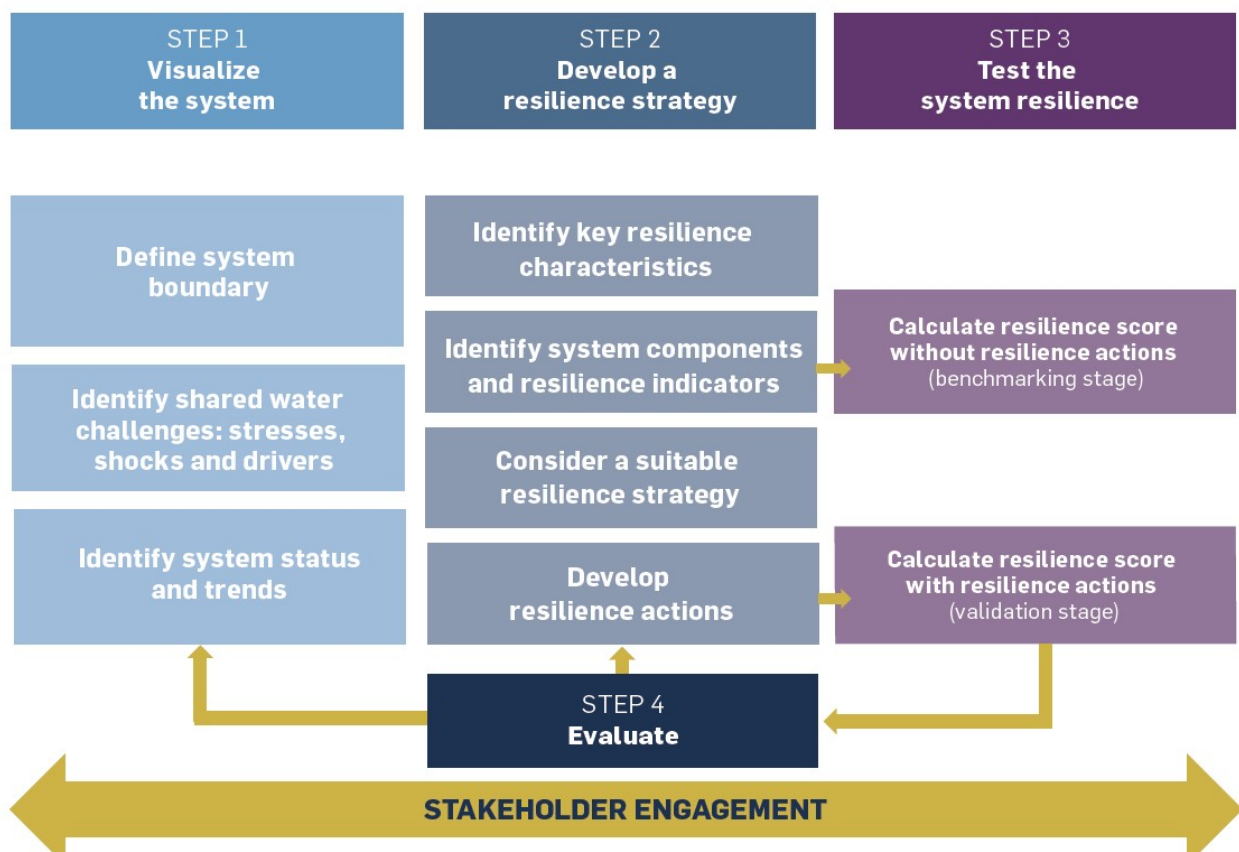 STEP 1
Visualize
the system
STEP 2
Develop a
resilience strategy
STEP 3
Test the
system resilience
Define system
boundary
Identify shared water
challenges: stresses,
shocks and drivers
Identify system status
and trends
Identify key resilience
characteristics
Identify system components
and resilience indicators
Consider a suitable
resilience strategy
Develop
resilience actions
Calculate resilience score
without resilience actions
(benchmarking stage)
Calculate resilience score
with resilience actions
(validation stage)
STEP 4
Evaluate
STAKEHOLDER ENGAGEMENT